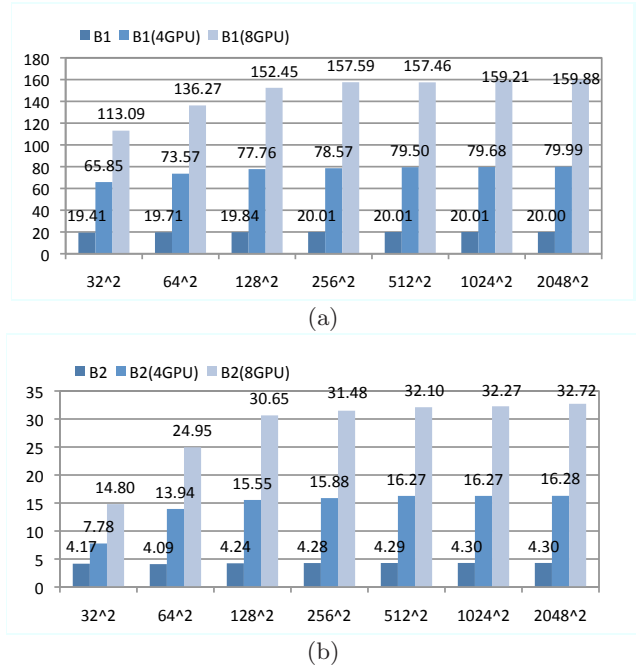 B1 B1(4GPU) B1(8GPU)
180
160
140
120
100
80
60
40
20
0
19.41 65.85 113.09
19.71 73.57 136.27
19.84 77.76 152.45
20.01 78.57 157.59
20.01 79.50 157.46
20.01 79.68 159.21
20.00 79.99 159.88
32^2 64^2 128^2 256^2 512^2 1024^2 2048^2
(a)
B2 B2(4GPU) B2(8GPU)
35
30
25
20
15
10
5
0
4.17 7.78 14.80
4.09 13.94 24.95
4.24 15.55 30.65
4.28 15.88 31.48
4.29 16.27 32.10
4.30 16.27 32.27
4.30 16.28 32.72
32^2 64^2 128^2 256^2 512^2 1024^2 2048^2
(b)